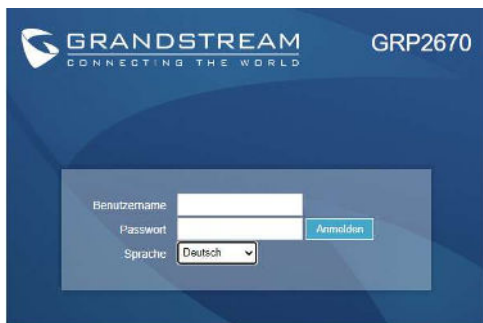 GRANDSTREAM GRP2670
CONNECTING THE WORLD
Benutzername
Passwort Anmelden
Sprache Deutsch